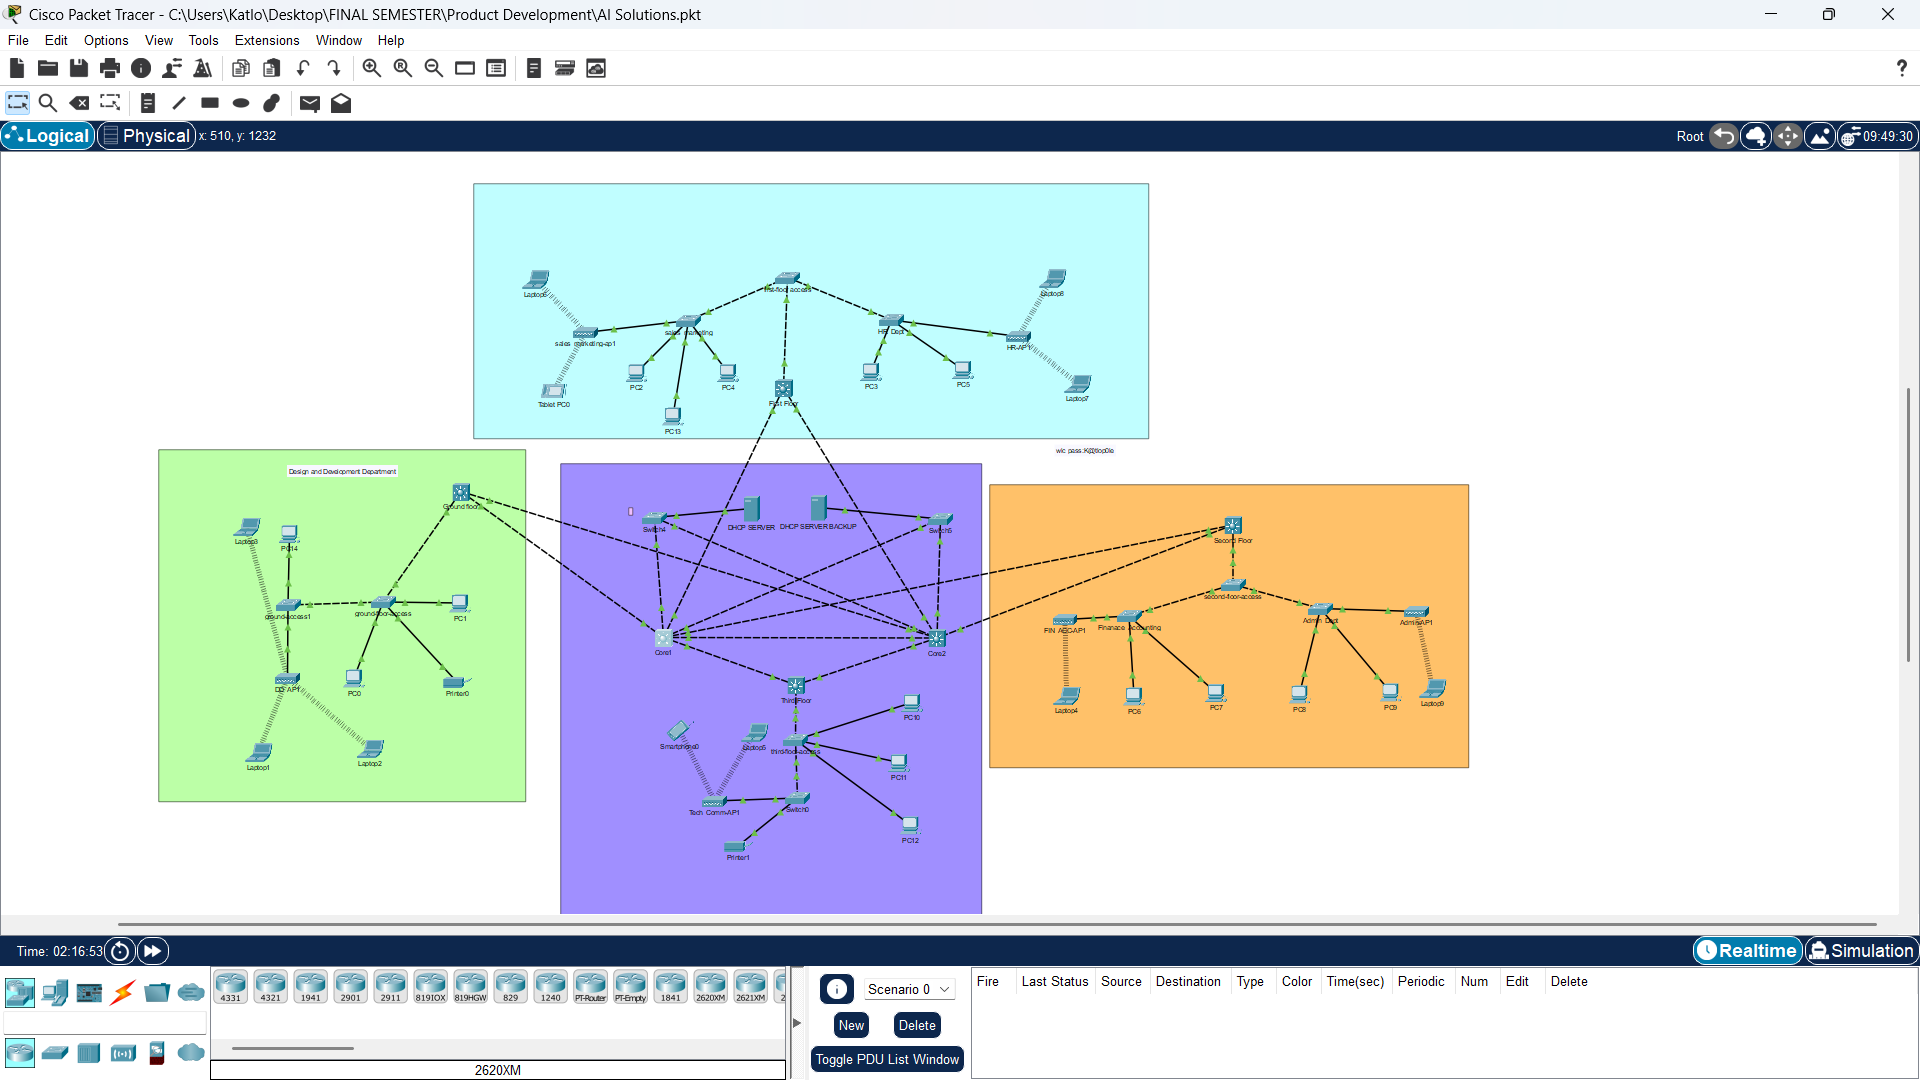 Cisco Packet Tracer - C:\Users\Katlo\Desktop\FINAL SEMESTER\Product Development\AI Solutions.pkt
File Edit Options View Tools Extensions Window Help
Logical Physical x: 510, y: 1232 Root 09:49:30
Laptop8
first-floor access
sales marketing
HR Dept
sales marketing-ap1
HR-AP1
PC2 PC4 PC3 PC5
Tablet PC0 First Floor Laptop7
PC13
Design and Development Department
Ground floor
Laptop3 PC14
ground-access1 ground-floor-access PC1
DD AP1 PC0 Printer0
Laptop1 Laptop2
Switch4 DHCP SERVER DHCP SERVER BACKUP Switch5
Core1 Core2
Third Floor
Smartphone0 Laptop5 third-floor-access PC10
PC11
Tech Comm-AP1 Switch0
PC12
Printer1
Second Floor
second-floor-access
FIN ACC-AP1 Finanace Accounting Admin Dept Admin-AP1
Laptop4 PC6 PC7 PC8 PC9 Laptop9
Time: 02:16:53 Realtime Simulation
4331 4321 1941 2901 2911 819IOX 819HGW 829 1240 PT-Router PT-Empty 1841 2620XM 2621XM 2
2620XM
Scenario 0
New Delete
Toggle PDU List Window
Fire Last Status Source Destination Type Color Time(sec) Periodic Num Edit Delete